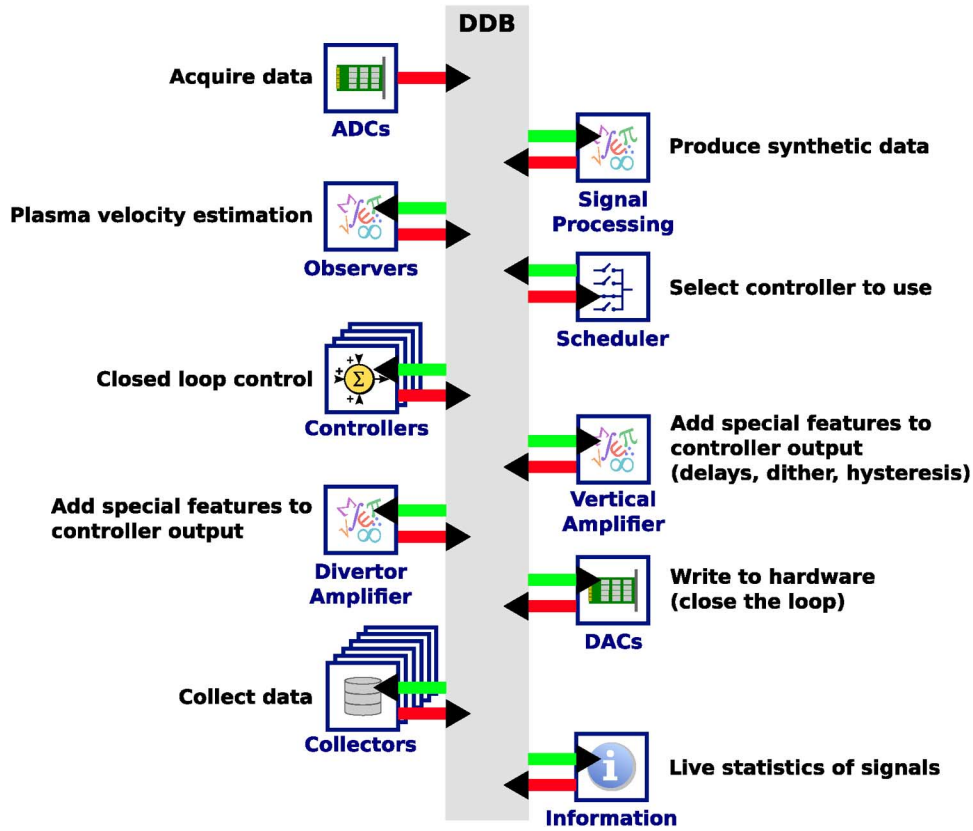 DDB
Acquire data
ADCs
Produce synthetic data
Signal
Processing
Plasma velocity estimation
Observers
Select controller to use
Scheduler
Closed loop control
Controllers
Add special features to
controller output
(delays, dither, hysteresis)
Vertical
Amplifier
Add special features to
controller output
Divertor
Amplifier
Write to hardware
(close the loop)
DACs
Collect data
Collectors
Live statistics of signals
Information